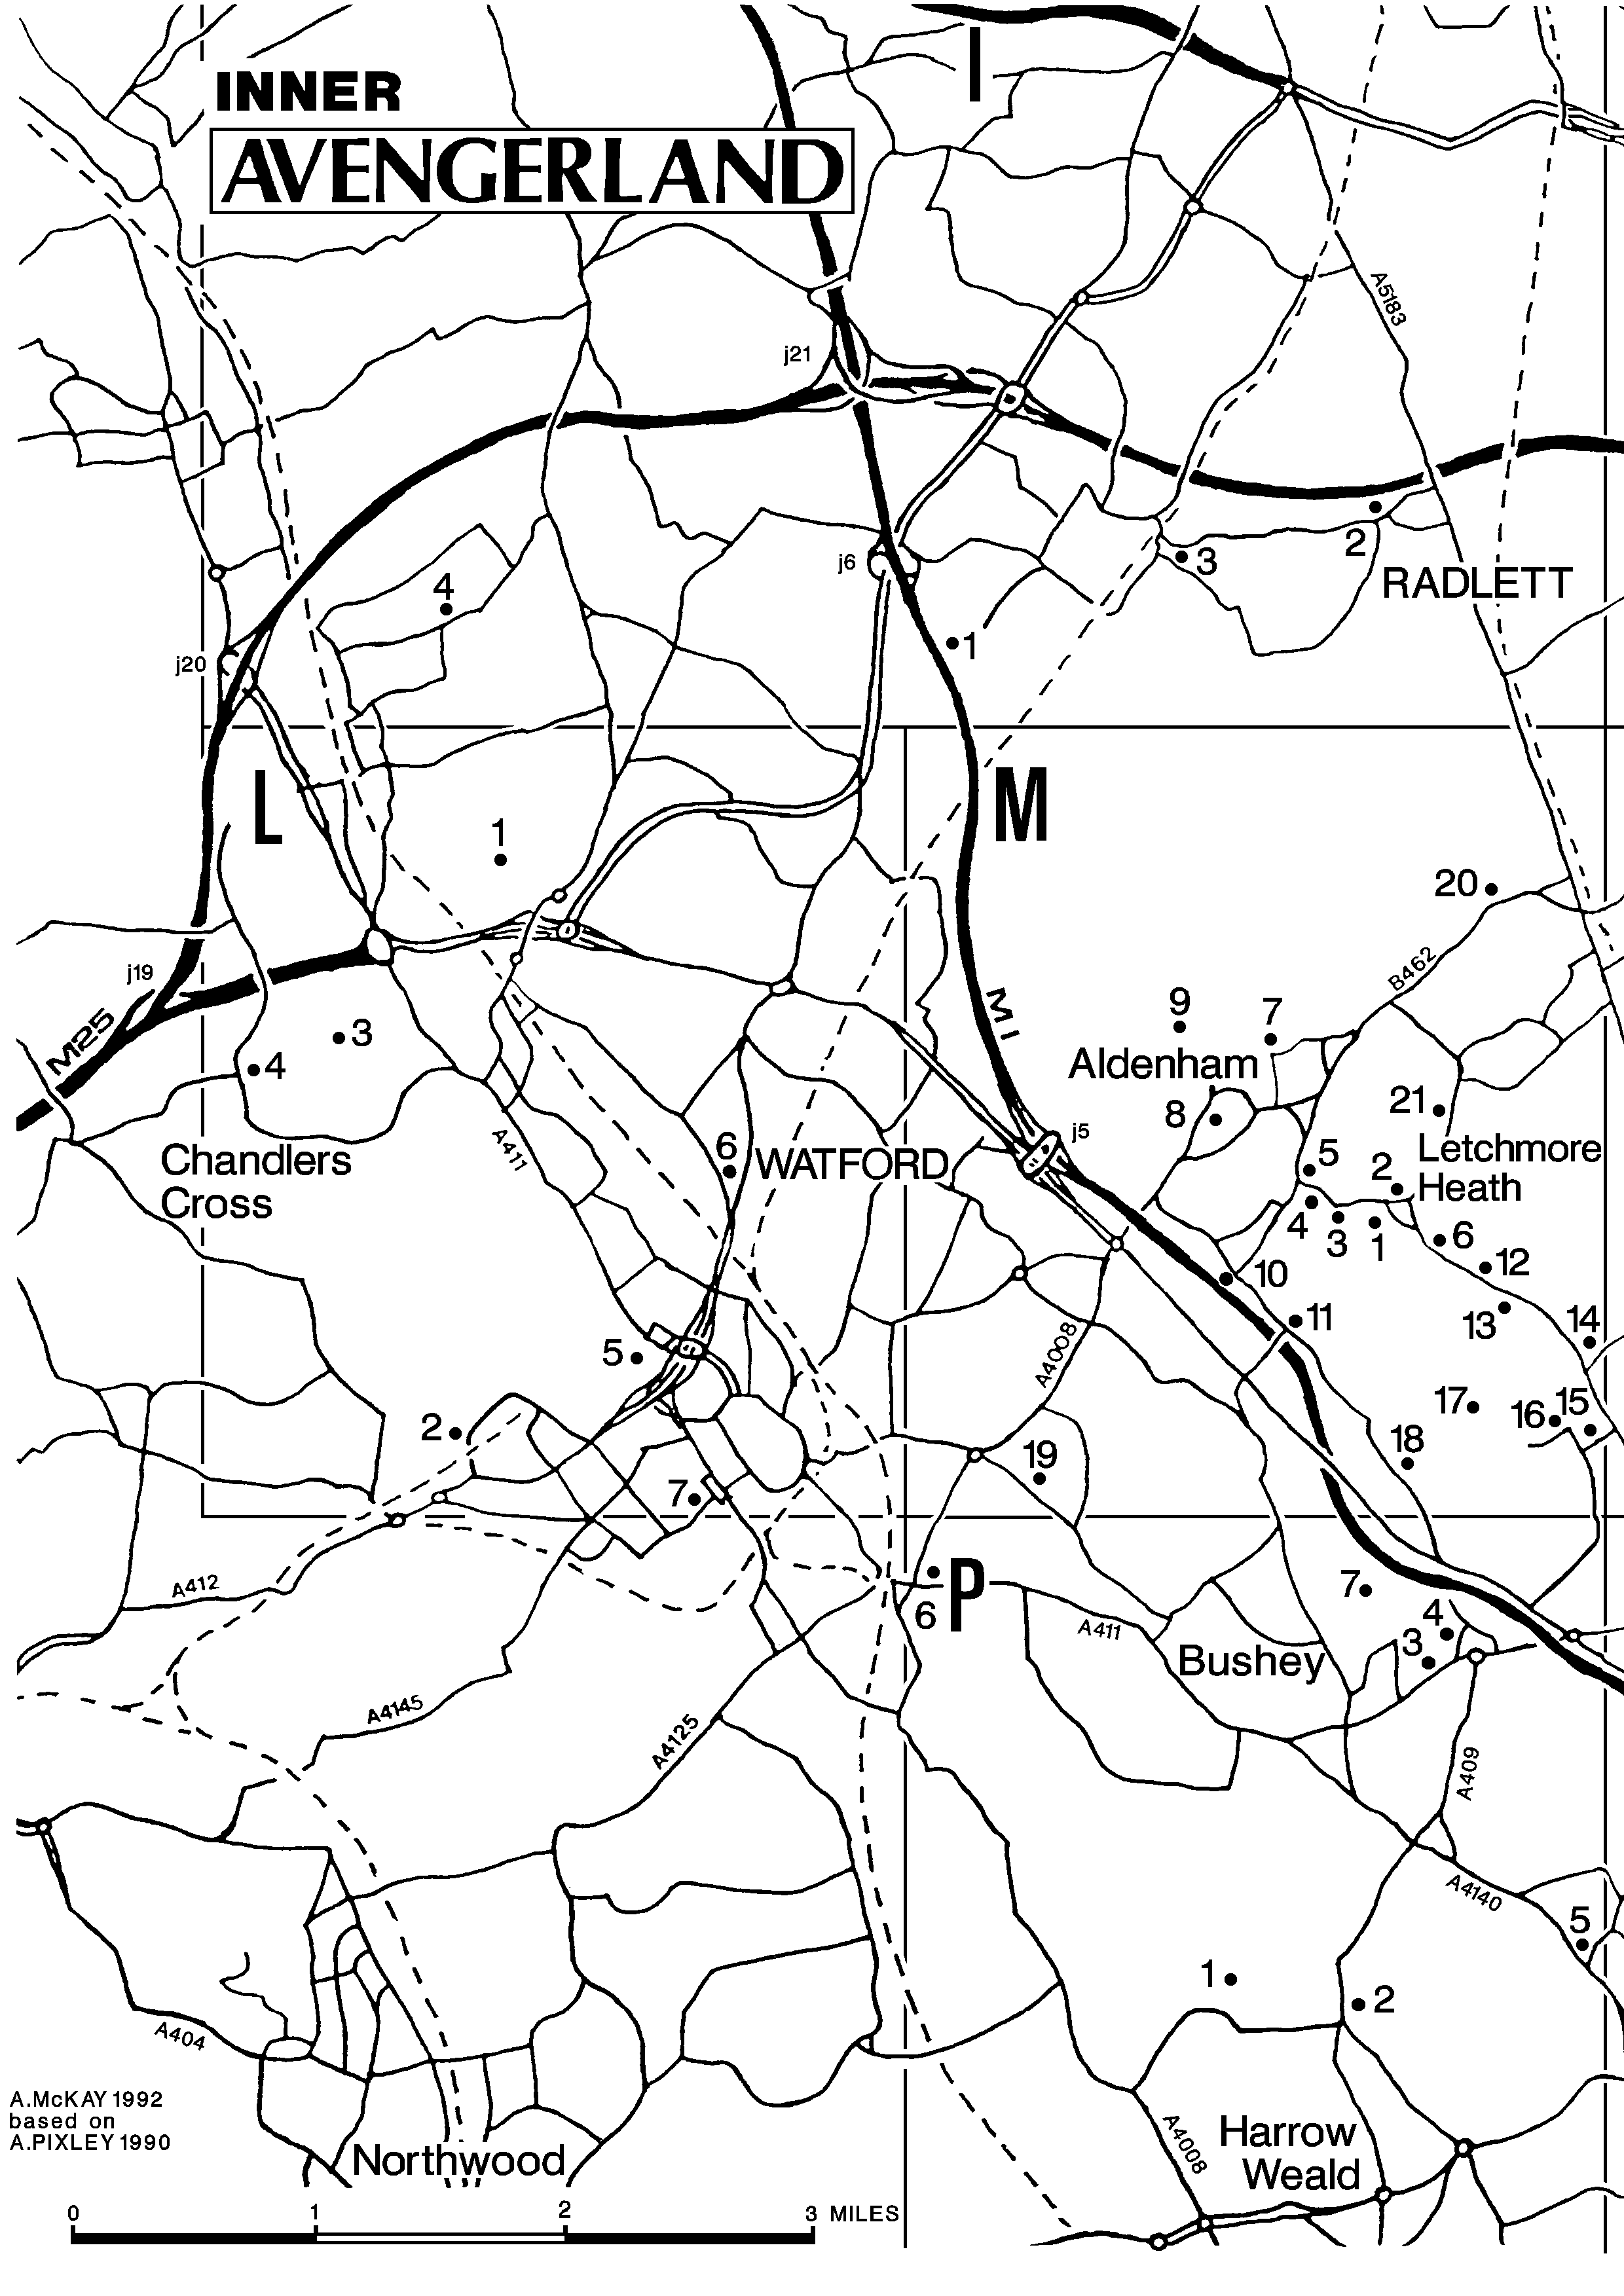 I
INNER
AVENGERLAND
A5183
j21
2
j6
3
RADLETT
4
1
j20
L
M
1
20
B462
j19
M1
M25
9
7
3
Aldenham
4
21
8
j5
A411
Chandlers
Cross
6
WATFORD
5
2
Letchmore
Heath
4
3
1
6
12
10
11
13
14
5
A4008
2
17
16
15
18
19
7
A412
7
6
P
A411
4
3
Bushey
A4145
A4125
A409
A4140
5
1
2
A404
A.McKAY 1992
based on
A.PIXLEY 1990
Northwood
A4008
Harrow
Weald
0
1
2
3 MILES